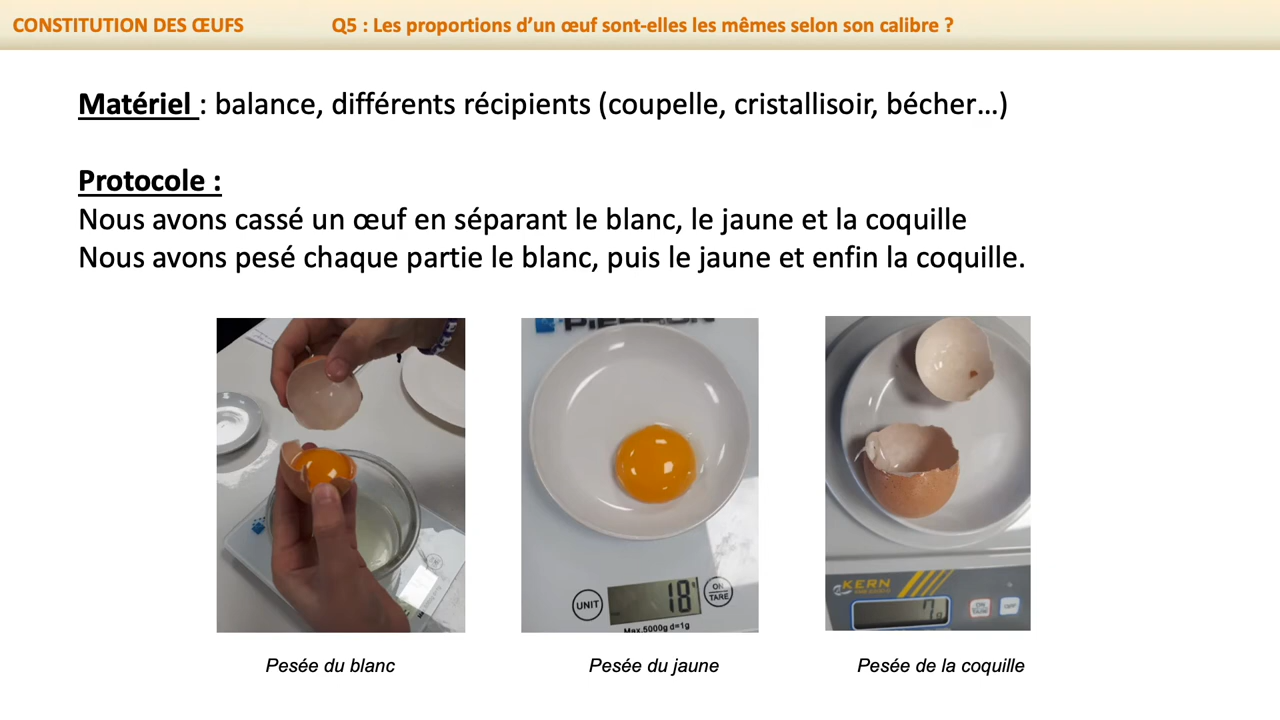 CONSTITUTION DES ŒUFS
Q5 : Les proportions d’un œuf sont-elles les mêmes selon son calibre ?
Matériel : balance, différents récipients (coupelle, cristallisoir, bécher…)
Protocole :
Nous avons cassé un œuf en séparant le blanc, le jaune et la coquille
Nous avons pesé chaque partie le blanc, puis le jaune et enfin la coquille.
UNIT
18
ON
TARE
Max.5000g d=1g
KERN
7g
Pesée du blanc
Pesée du jaune
Pesée de la coquille